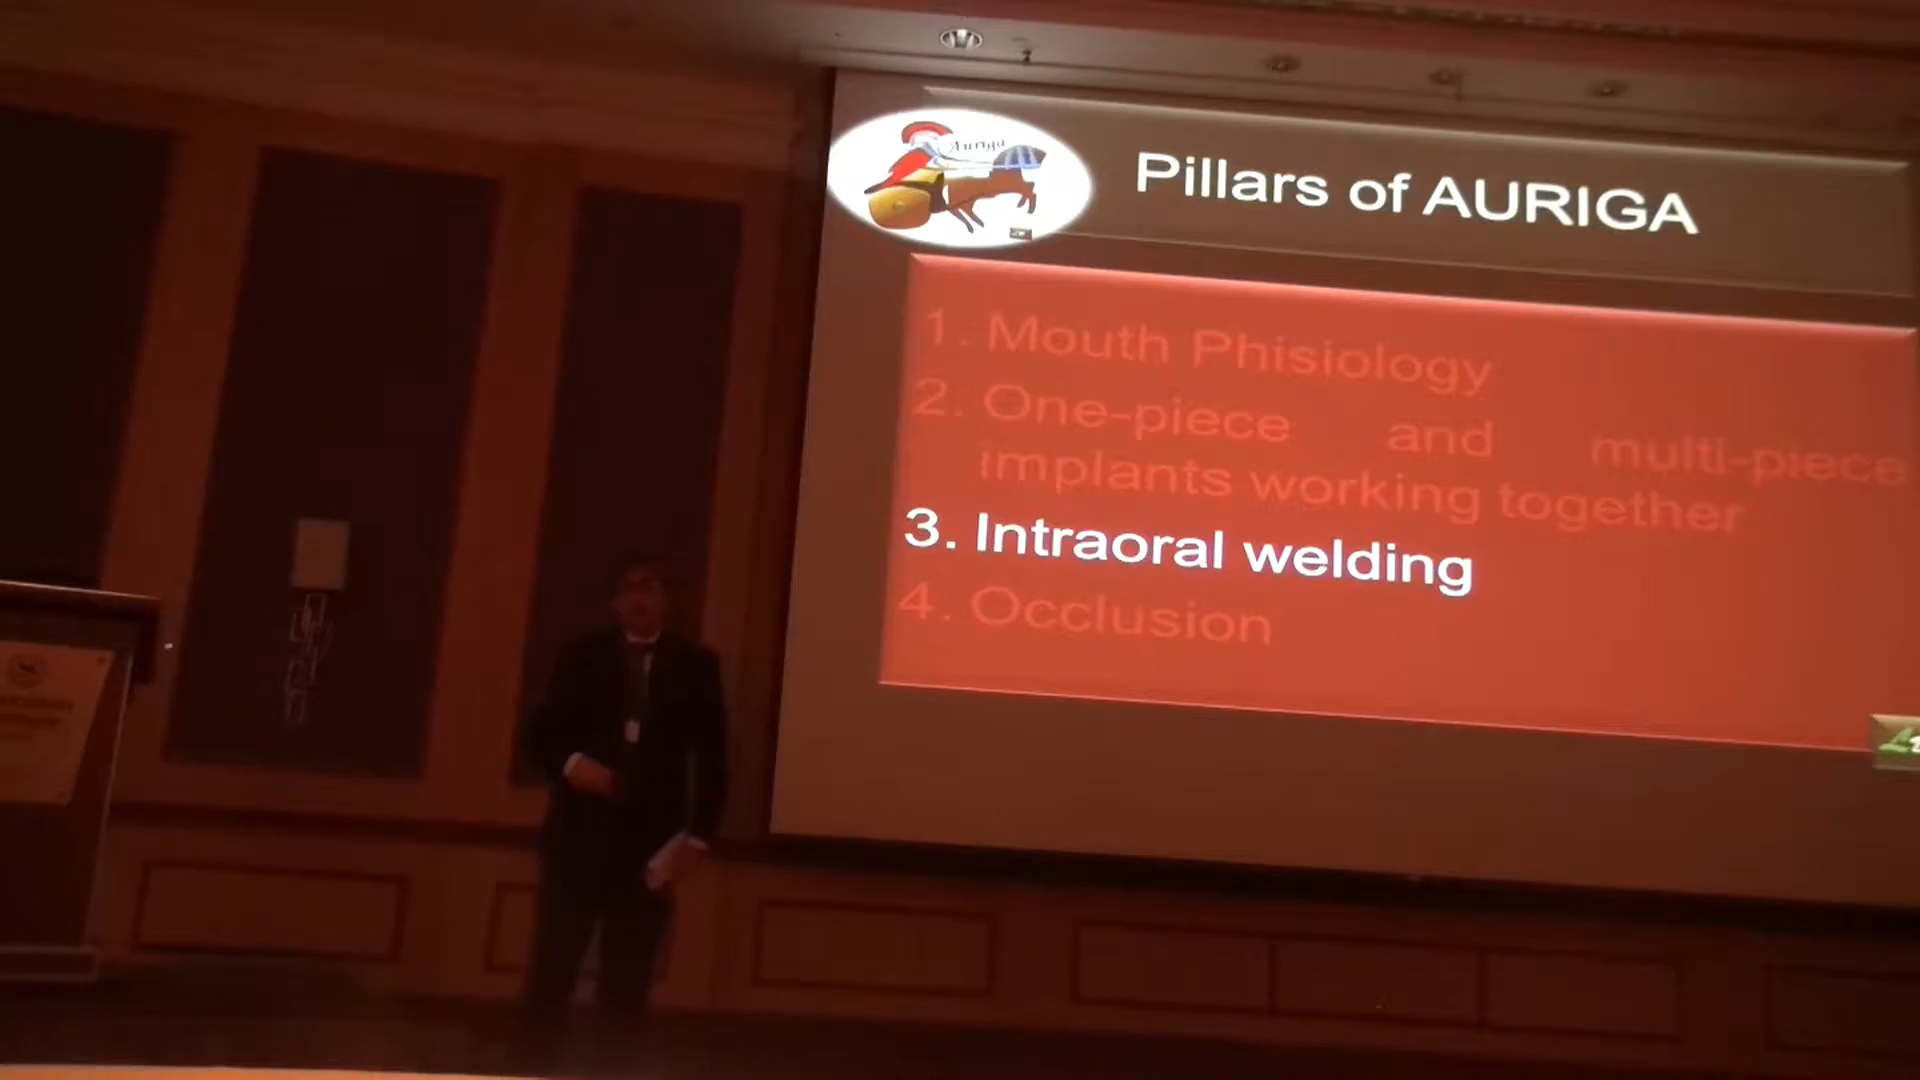 Auriga
Pillars of AURIGA
1. Mouth Phisiology
2. One-piece and multi-piece
implants working together
3. Intraoral welding
4. Occlusion